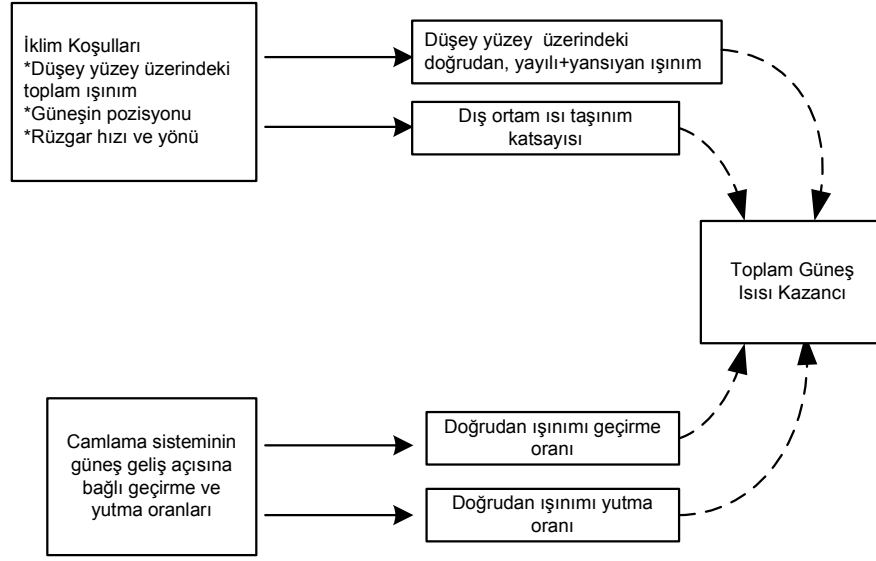 İklim Koşulları
*Düşey yüzey üzerindeki
toplam ışınım
*Güneşin pozisyonu
*Rüzgar hızı ve yönü
Düşey yüzey üzerindeki
doğrudan, yayılı+yansıyan ışınım
Dış ortam ısı taşınım
katsayısı
Toplam Güneş
Isısı Kazancı
Camlama sisteminin
güneş geliş açısına
bağlı geçirme ve
yutma oranları
Doğrudan ışınımı geçirme
oranı
Doğrudan ışınımı yutma
oranı